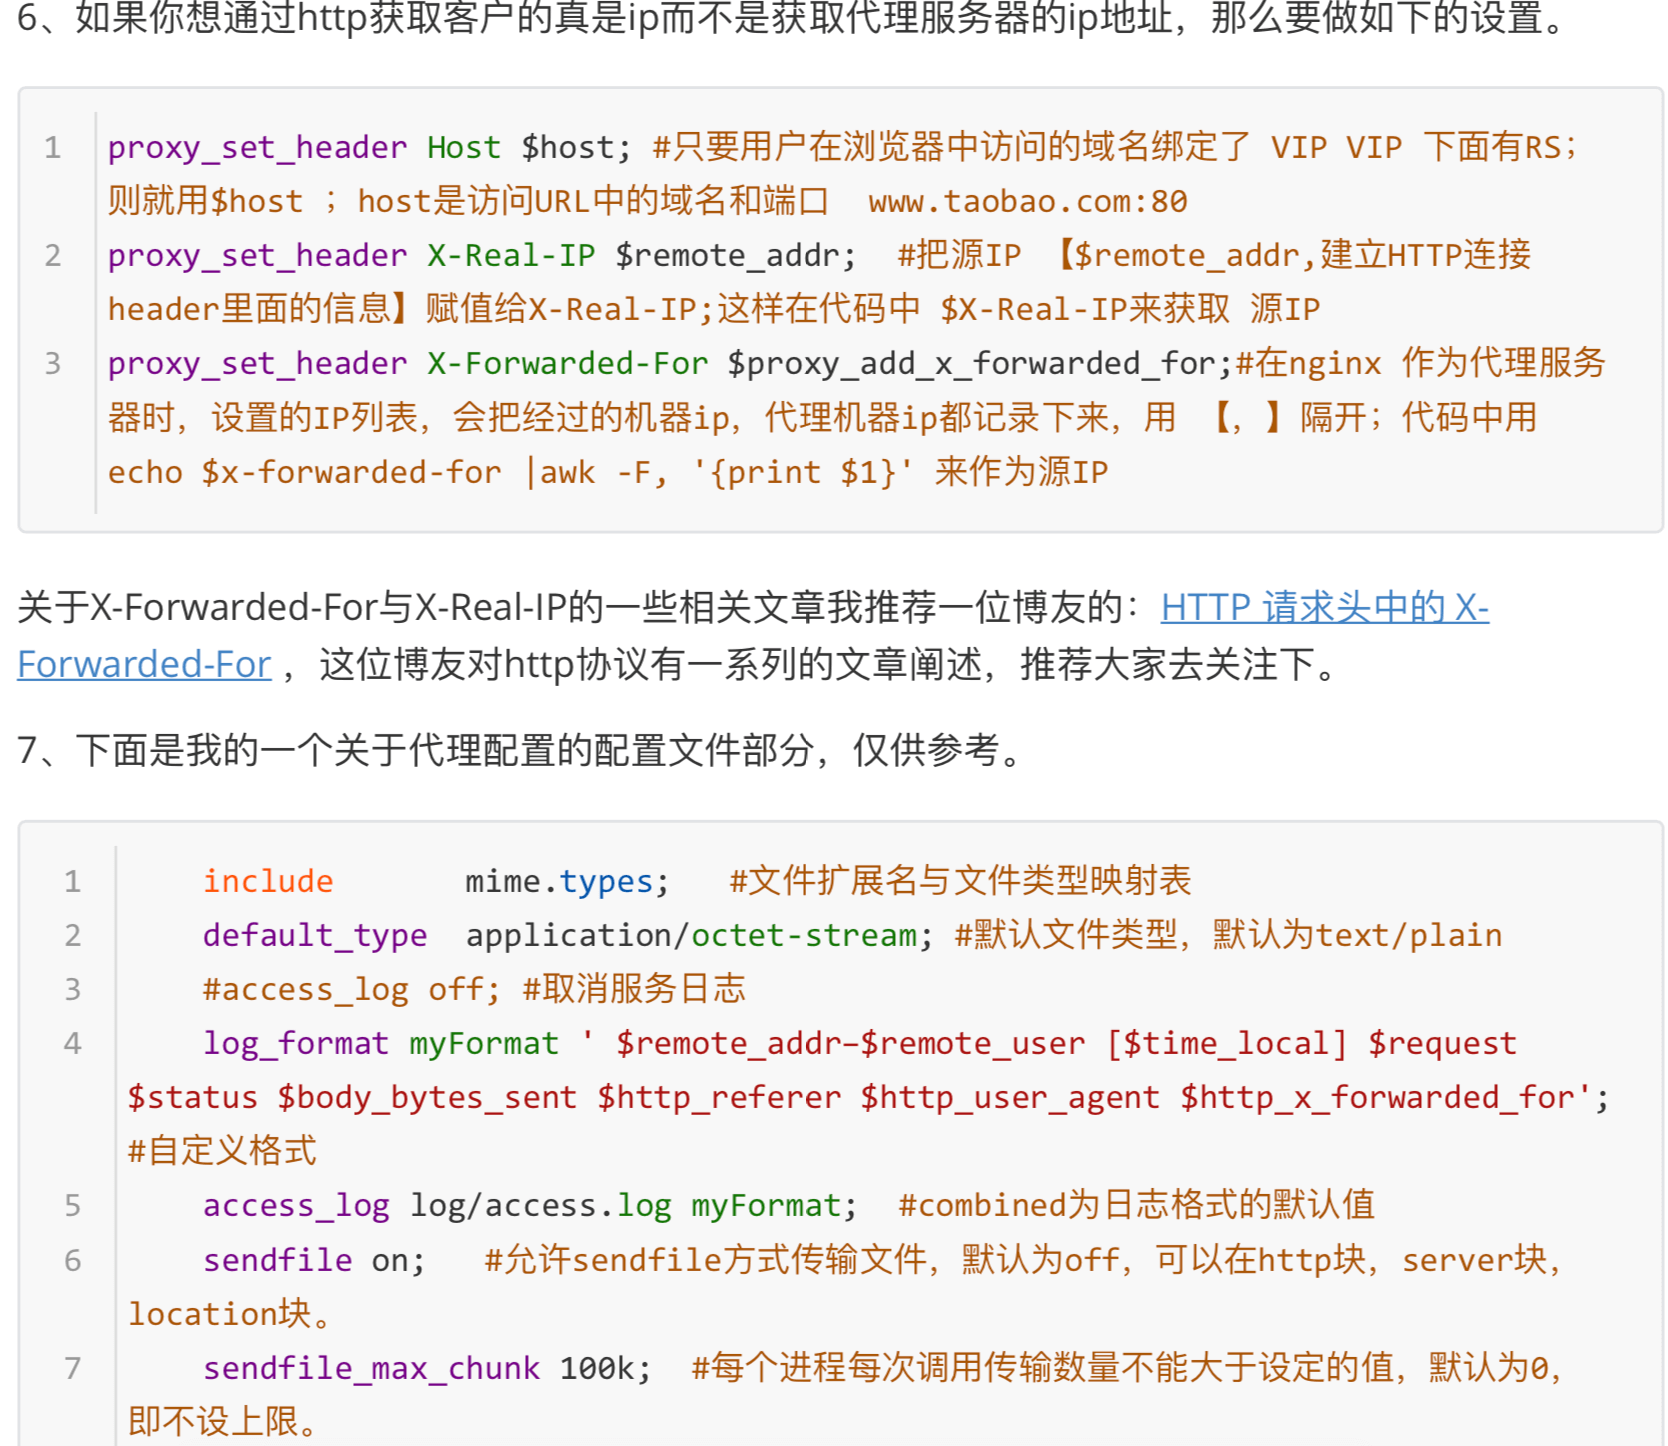 6、如果你想通过http获取客户的真是ip而不是获取代理服务器的ip地址，那么要做如下的设置。
1 proxy_set_header Host $host; #只要用户在浏览器中访问的域名绑定了 VIP VIP 下面有RS；
则就用$host ；host是访问URL中的域名和端口  www.taobao.com:80
2 proxy_set_header X-Real-IP $remote_addr;  #把源IP 【$remote_addr,建立HTTP连接
header里面的信息】赋值给X-Real-IP;这样在代码中 $X-Real-IP来获取 源IP
3 proxy_set_header X-Forwarded-For $proxy_add_x_forwarded_for;#在nginx 作为代理服务
器时，设置的IP列表，会把经过的机器ip，代理机器ip都记录下来，用 【，】隔开；代码中用
echo $x-forwarded-for |awk -F, '{print $1}' 来作为源IP
关于X-Forwarded-For与X-Real-IP的一些相关文章我推荐一位博友的：HTTP 请求头中的 X-
Forwarded-For ，这位博友对http协议有一系列的文章阐述，推荐大家去关注下。
7、下面是我的一个关于代理配置的配置文件部分，仅供参考。
1     include       mime.types;   #文件扩展名与文件类型映射表
2     default_type  application/octet-stream; #默认文件类型，默认为text/plain
3     #access_log off; #取消服务日志
4     log_format myFormat ' $remote_addr–$remote_user [$time_local] $request
$status $body_bytes_sent $http_referer $http_user_agent $http_x_forwarded_for';
#自定义格式
5     access_log log/access.log myFormat;  #combined为日志格式的默认值
6     sendfile on;   #允许sendfile方式传输文件，默认为off，可以在http块，server块，
location块。
7     sendfile_max_chunk 100k;  #每个进程每次调用传输数量不能大于设定的值，默认为0，
即不设上限。